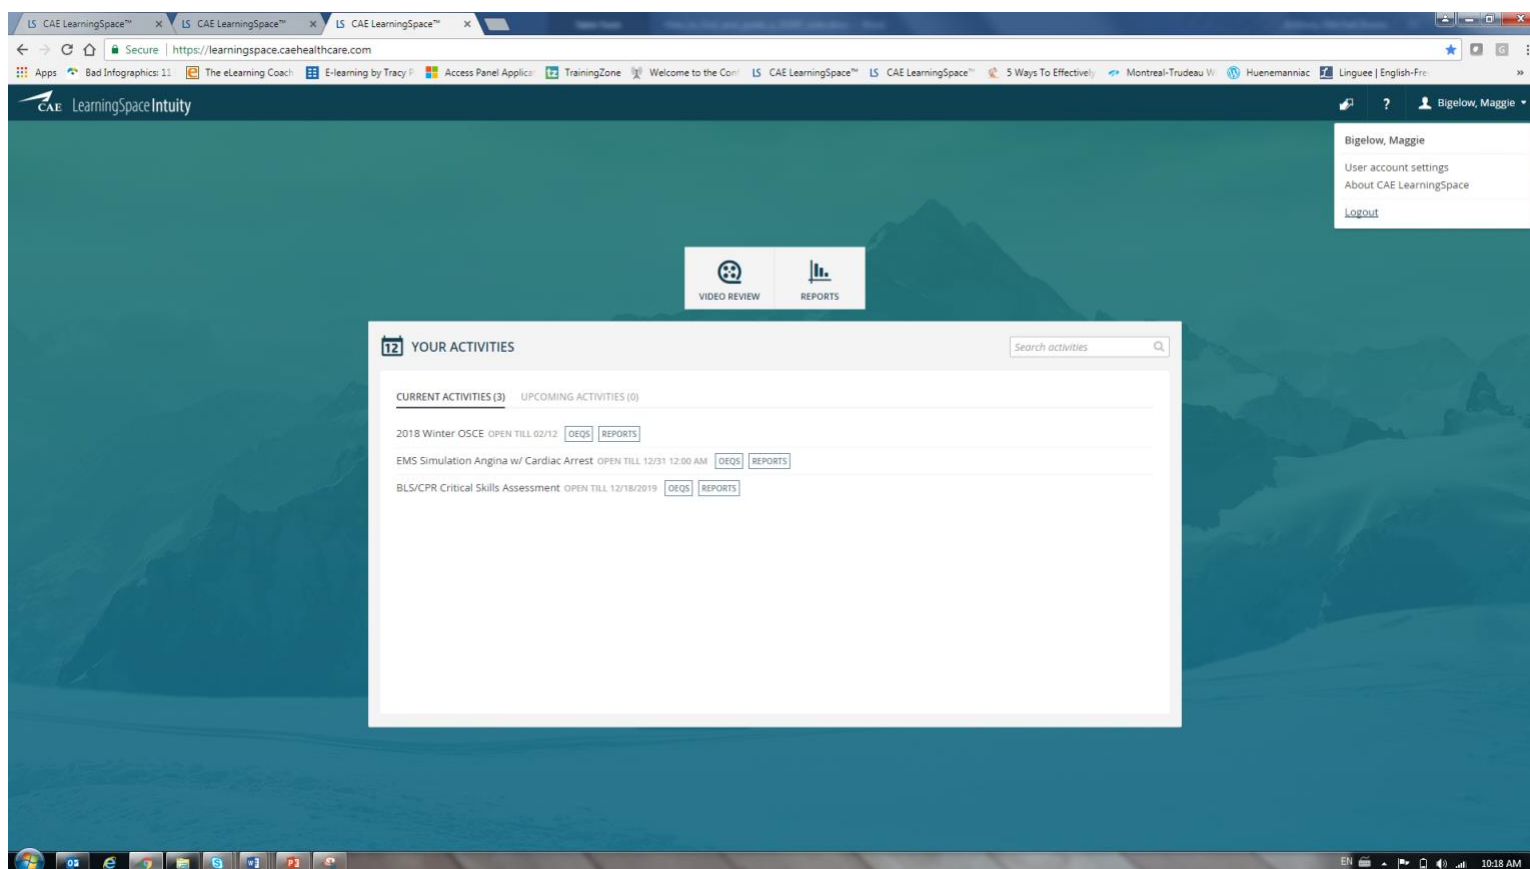 LS CAE LearningSpace™ LS CAE LearningSpace™ LS CAE LearningSpace™
Secure https://learningspace.caehealthcare.com
Apps Bad Infographics: 11 The eLearning Coach E-learning by Tracy P Access Panel Applica TrainingZone Welcome to the Con LS CAE LearningSpace™ LS CAE LearningSpace™ 5 Ways To Effectively Montreal-Trudeau W Huenemanniac Linguee | English-Fre »
CAE LearningSpace Intuity ? Bigelow, Maggie
Bigelow, Maggie
User account settings
About CAE LearningSpace
Logout
VIDEO REVIEW REPORTS
12 YOUR ACTIVITIES Search activities
CURRENT ACTIVITIES (3) UPCOMING ACTIVITIES (0)
2018 Winter OSCE OPEN TILL 02/12 OEQS REPORTS
EMS Simulation Angina w/ Cardiac Arrest OPEN TILL 12/31 12:00 AM OEQS REPORTS
BLS/CPR Critical Skills Assessment OPEN TILL 12/18/2019 OEQS REPORTS
EN 10:18 AM